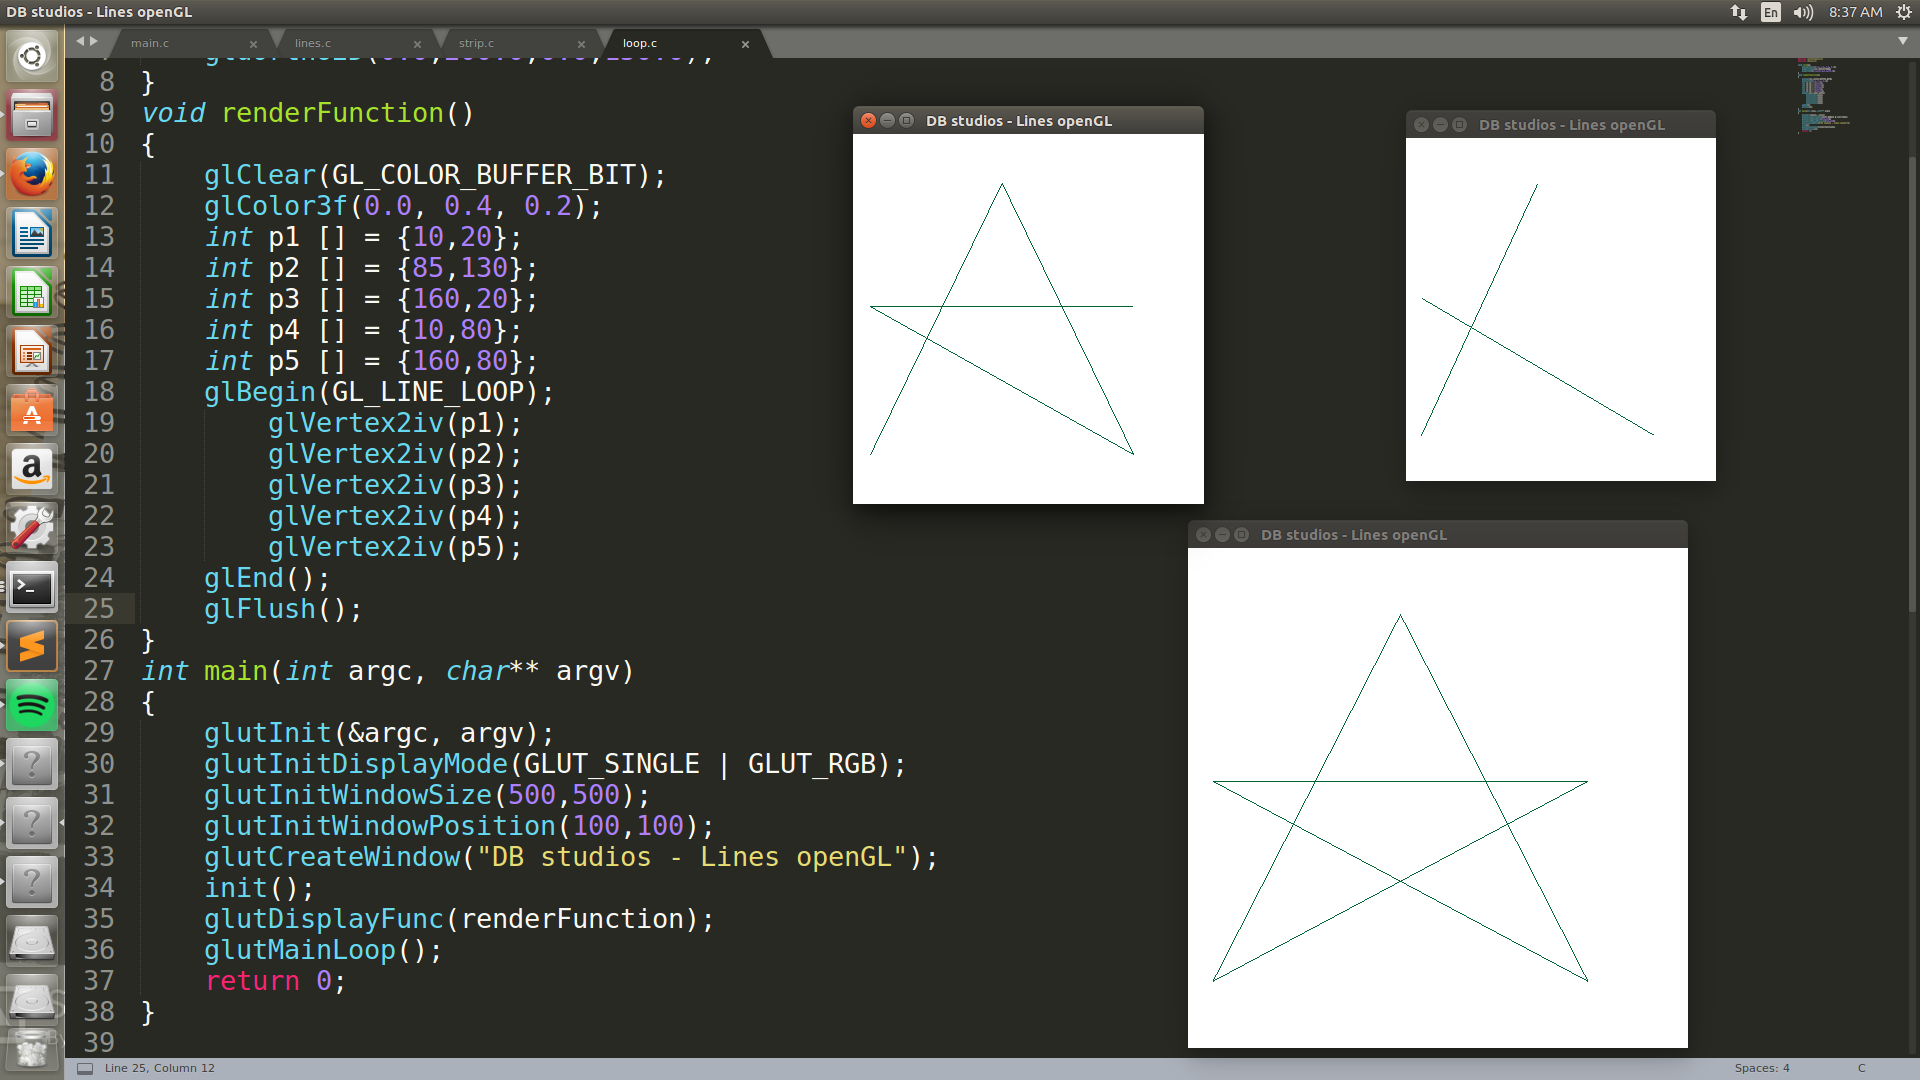 DB studios - Lines openGL
En
8:37 AM
main.c
lines.c
strip.c
loop.c
8 }
9 void renderFunction()
10 {
11 glClear(GL_COLOR_BUFFER_BIT);
12 glColor3f(0.0, 0.4, 0.2);
13 int p1 [] = {10,20};
14 int p2 [] = {85,130};
15 int p3 [] = {160,20};
16 int p4 [] = {10,80};
17 int p5 [] = {160,80};
18 glBegin(GL_LINE_LOOP);
19 glVertex2iv(p1);
20 glVertex2iv(p2);
21 glVertex2iv(p3);
22 glVertex2iv(p4);
23 glVertex2iv(p5);
24 glEnd();
25 glFlush();
26 }
27 int main(int argc, char** argv)
28 {
29 glutInit(&argc, argv);
30 glutInitDisplayMode(GLUT_SINGLE | GLUT_RGB);
31 glutInitWindowSize(500,500);
32 glutInitWindowPosition(100,100);
33 glutCreateWindow("DB studios - Lines openGL");
34 init();
35 glutDisplayFunc(renderFunction);
36 glutMainLoop();
37 return 0;
38 }
39
DB studios - Lines openGL
DB studios - Lines openGL
DB studios - Lines openGL
Line 25, Column 12
Spaces: 4
C